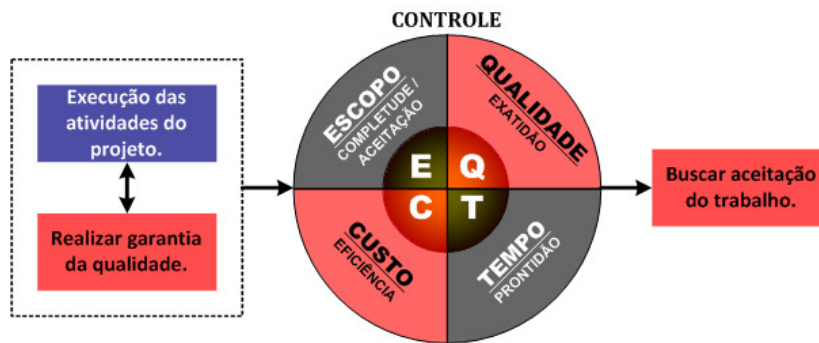 CONTROLE
Execução das
atividades do
projeto.
Realizar garantia
da qualidade.
ESCOPO
COMPLETUDE /
ACEITAÇÃO
QUALIDADE
EXATIDÃO
E Q
C T
CUSTO
EFICIÊNCIA
TEMPO
PRONTIDÃO
Buscar aceitação
do trabalho.